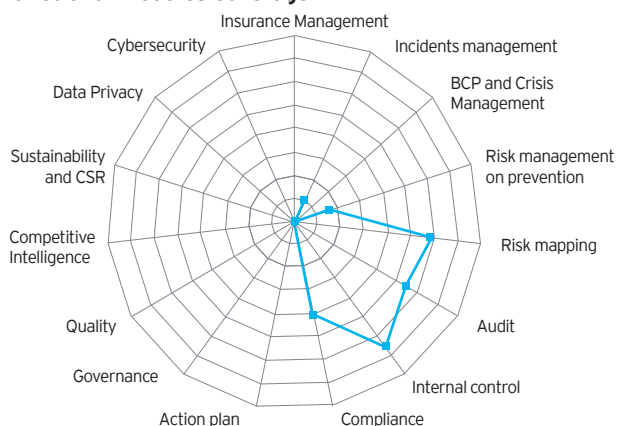 Insurance Management
Cybersecurity
Incidents management
Data Privacy
BCP and Crisis
Management
Sustainability
and CSR
Risk management
on prevention
Competitive
Intelligence
Risk mapping
Quality
Audit
Governance
Internal control
Action plan
Compliance